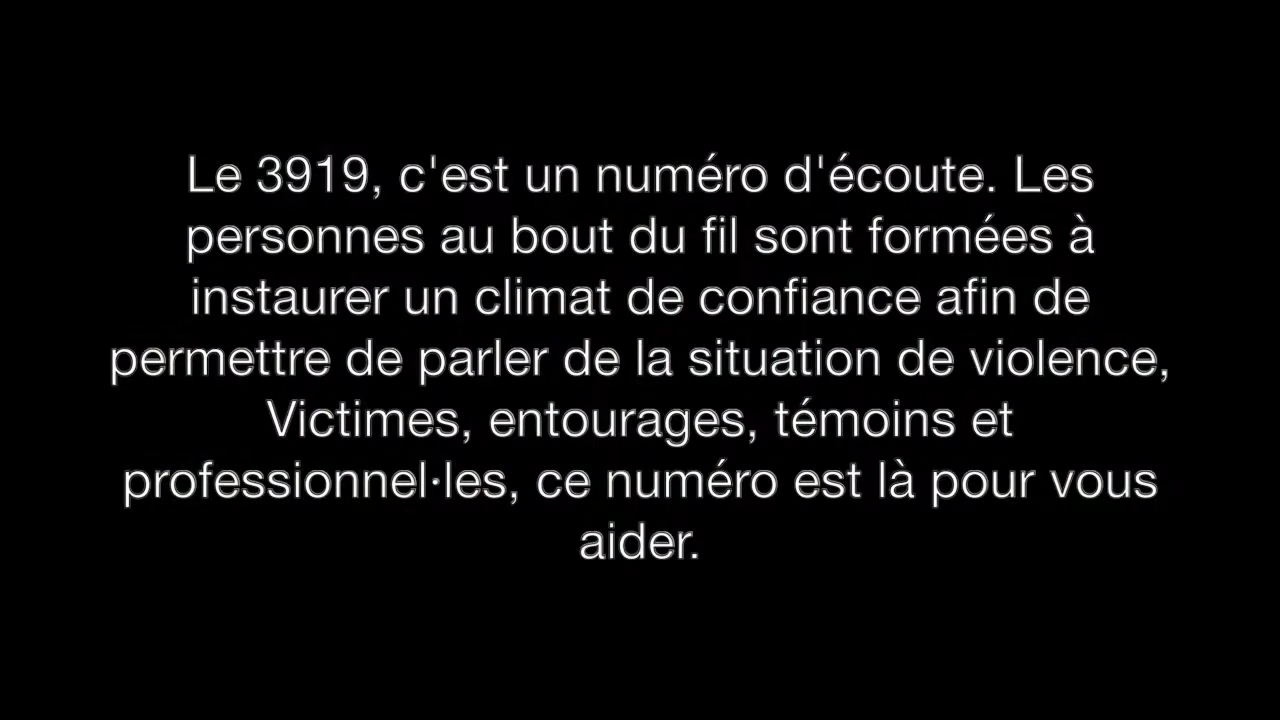 Le 3919, c'est un numéro d'écoute. Les
personnes au bout du fil sont formées à
instaurer un climat de confiance afin de
permettre de parler de la situation de violence,
Victimes, entourages, témoins et
professionnel·les, ce numéro est là pour vous
aider.